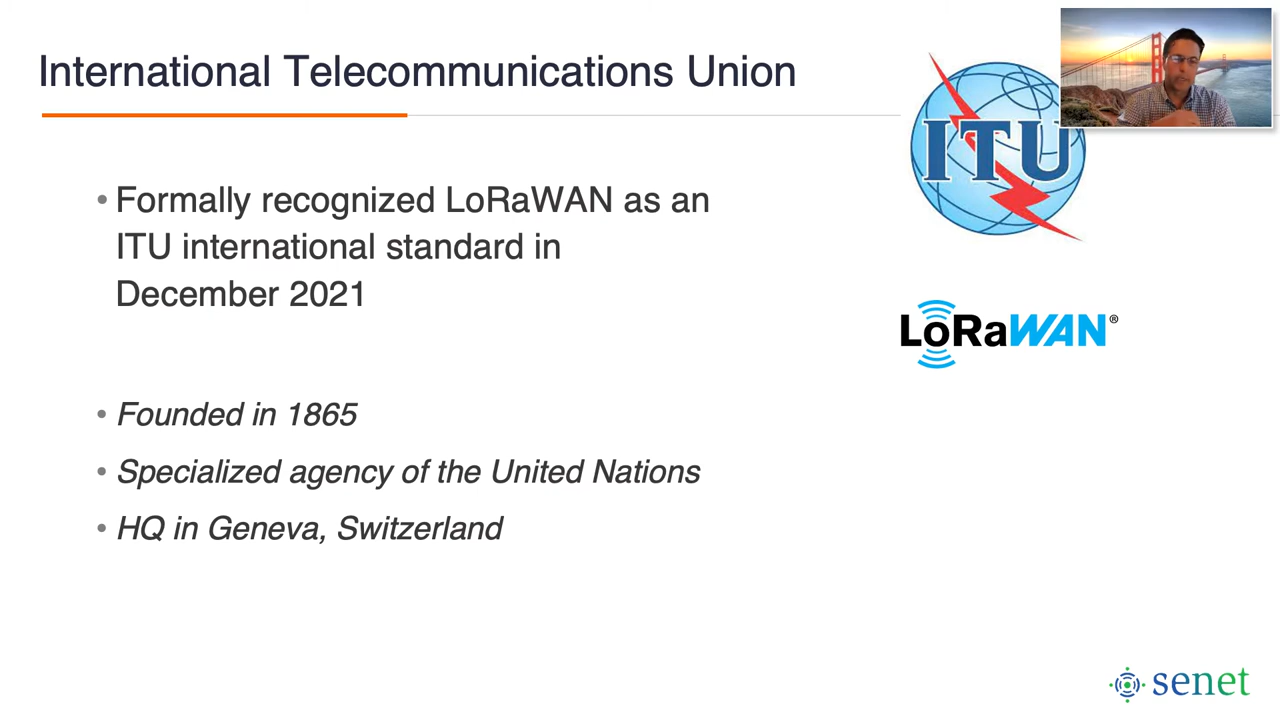 International Telecommunications Union
ITU
• Formally recognized LoRaWAN as an
ITU international standard in
December 2021
LoRaWAN®
• Founded in 1865
• Specialized agency of the United Nations
• HQ in Geneva, Switzerland
senet